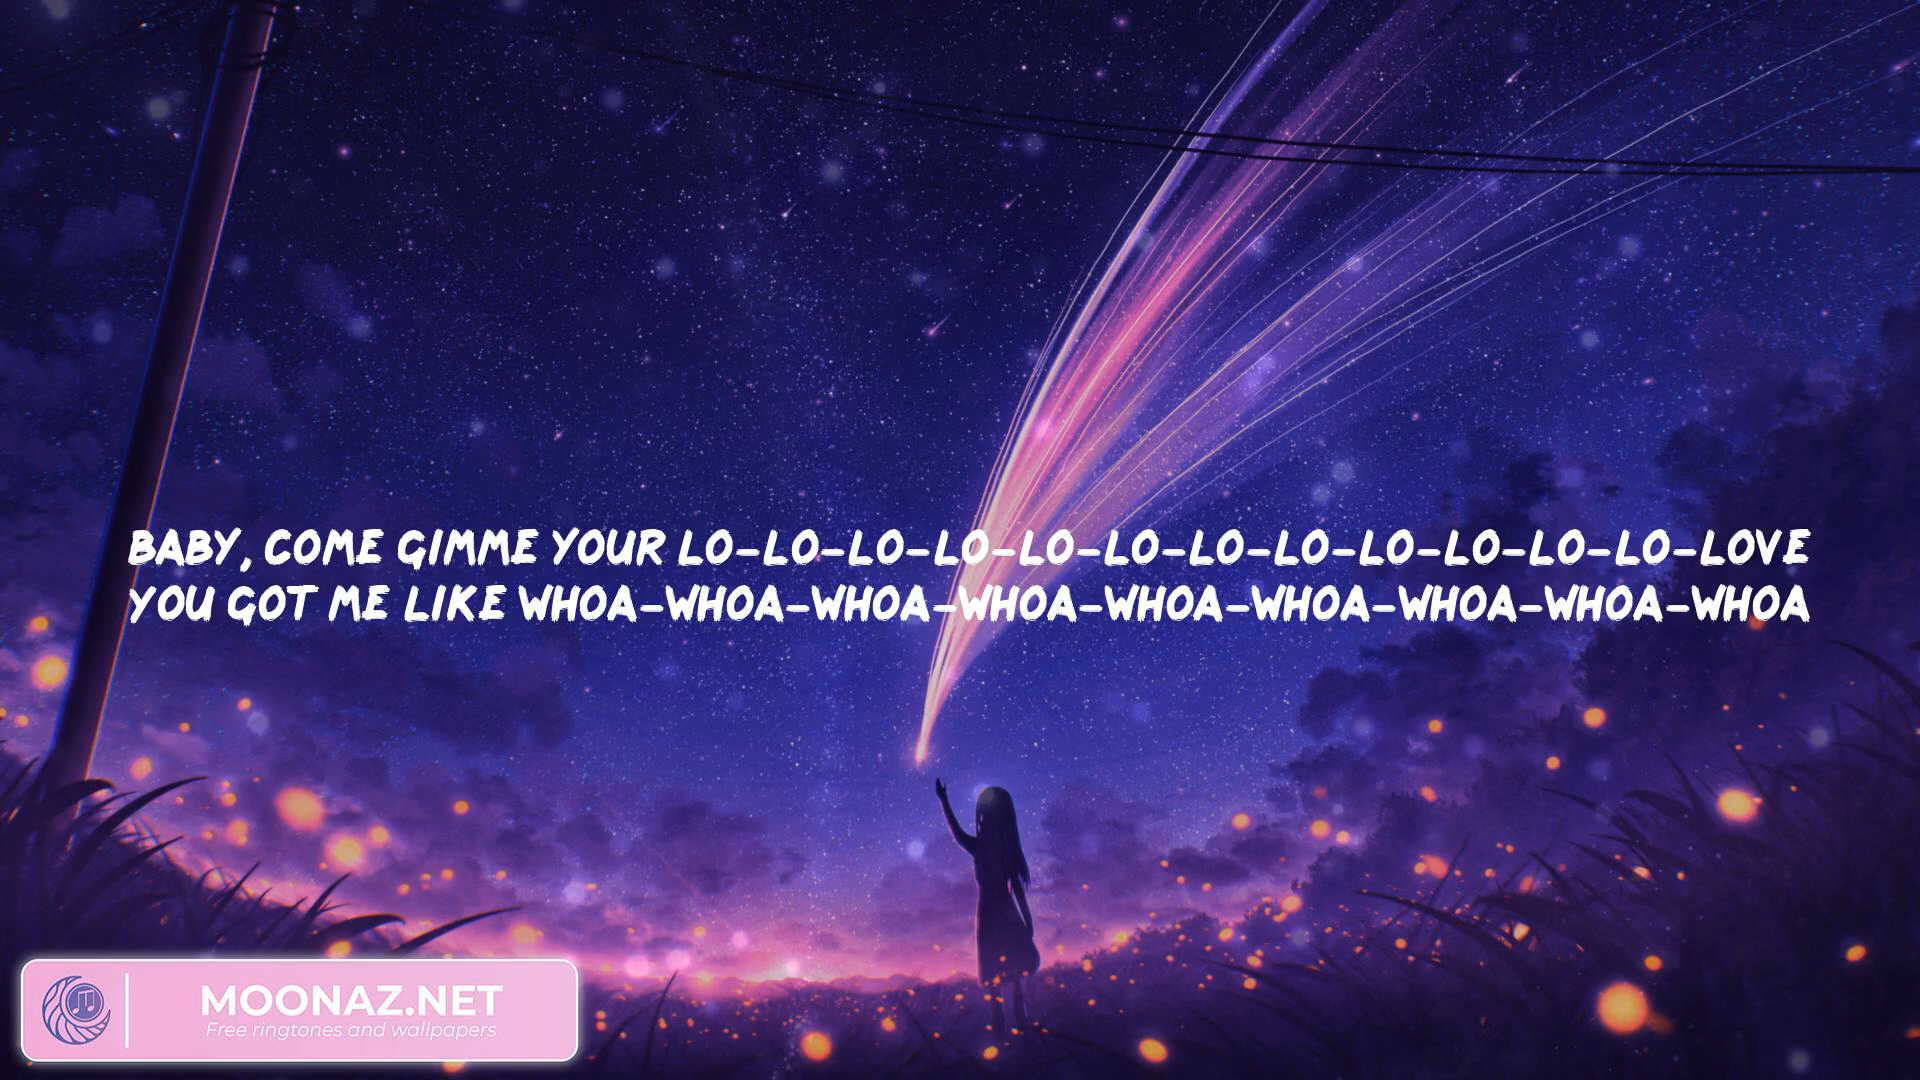 BABY, COME GIMME YOUR LO-LO-LO-LO-LO-LO-LO-LO-LO-LO-LO-LO-LOVE
YOU GOT ME LIKE WHOA-WHOA-WHOA-WHOA-WHOA-WHOA-WHOA-WHOA-WHOA
MOONAZ.NET
Free ringtones and wallpapers